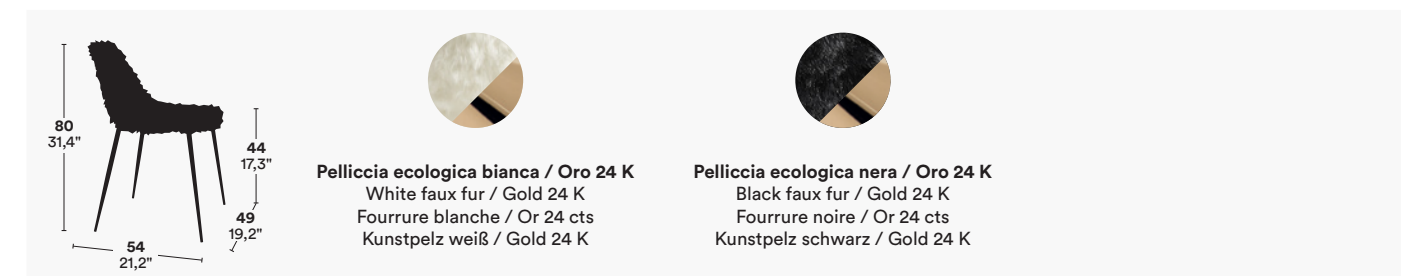 80
31,4"
44
17,3"
49
19,2"
54
21,2"
Pelliccia ecologica bianca / Oro 24 K
White faux fur / Gold 24 K
Fourrure blanche / Or 24 cts
Kunstpelz weiß / Gold 24 K
Pelliccia ecologica nera / Oro 24 K
Black faux fur / Gold 24 K
Fourrure noire / Or 24 cts
Kunstpelz schwarz / Gold 24 K